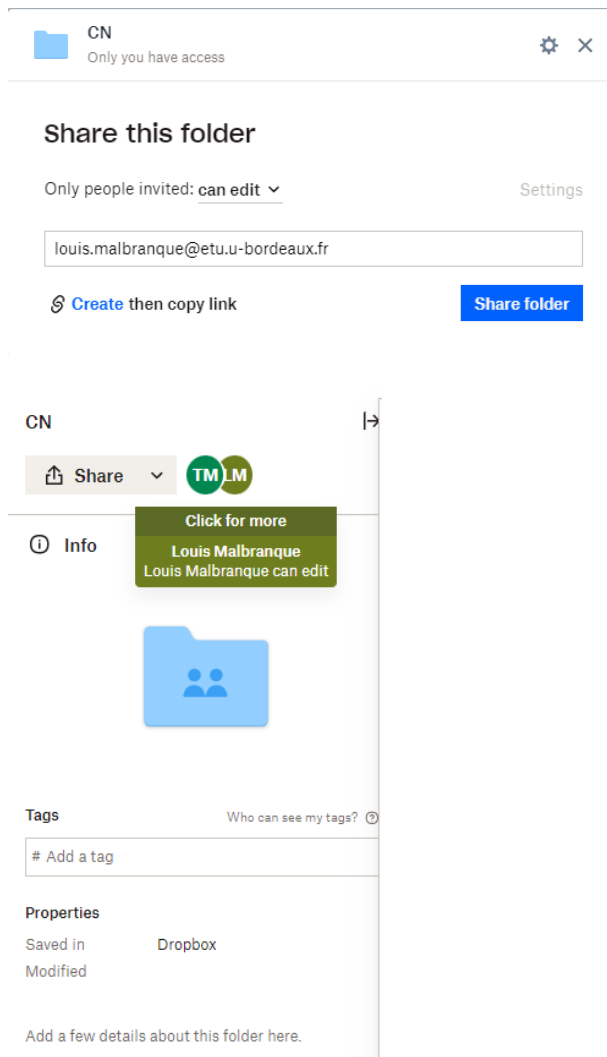 CN
Only you have access
Share this folder
Only people invited: can edit
Settings
louis.malbranque@etu.u-bordeaux.fr
Create then copy link
Share folder
CN
Share
TM LM
Click for more
Info
Louis Malbranque
Louis Malbranque can edit
Tags
Who can see my tags?
# Add a tag
Properties
Saved in Dropbox
Modified
Add a few details about this folder here.